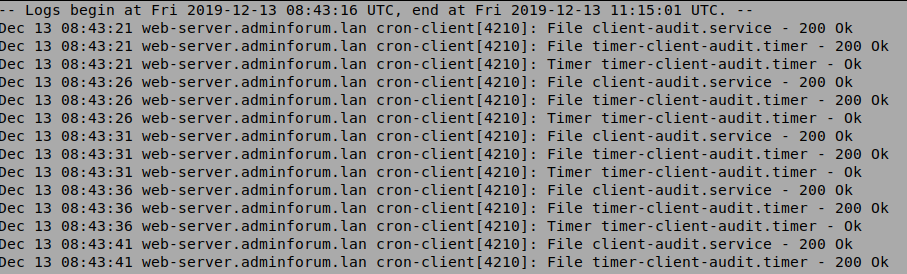 -- Logs begin at Fri 2019-12-13 08:43:16 UTC, end at Fri 2019-12-13 11:15:01 UTC. --
Dec 13 08:43:21 web-server.adminforum.lan cron-client[4210]: File client-audit.service - 200 Ok
Dec 13 08:43:21 web-server.adminforum.lan cron-client[4210]: File timer-client-audit.timer - 200 Ok
Dec 13 08:43:21 web-server.adminforum.lan cron-client[4210]: Timer timer-client-audit.timer - Ok
Dec 13 08:43:26 web-server.adminforum.lan cron-client[4210]: File client-audit.service - 200 Ok
Dec 13 08:43:26 web-server.adminforum.lan cron-client[4210]: File timer-client-audit.timer - 200 Ok
Dec 13 08:43:26 web-server.adminforum.lan cron-client[4210]: Timer timer-client-audit.timer - Ok
Dec 13 08:43:31 web-server.adminforum.lan cron-client[4210]: File client-audit.service - 200 Ok
Dec 13 08:43:31 web-server.adminforum.lan cron-client[4210]: File timer-client-audit.timer - 200 Ok
Dec 13 08:43:31 web-server.adminforum.lan cron-client[4210]: Timer timer-client-audit.timer - Ok
Dec 13 08:43:36 web-server.adminforum.lan cron-client[4210]: File client-audit.service - 200 Ok
Dec 13 08:43:36 web-server.adminforum.lan cron-client[4210]: File timer-client-audit.timer - 200 Ok
Dec 13 08:43:36 web-server.adminforum.lan cron-client[4210]: Timer timer-client-audit.timer - Ok
Dec 13 08:43:41 web-server.adminforum.lan cron-client[4210]: File client-audit.service - 200 Ok
Dec 13 08:43:41 web-server.adminforum.lan cron-client[4210]: File timer-client-audit.timer - 200 Ok